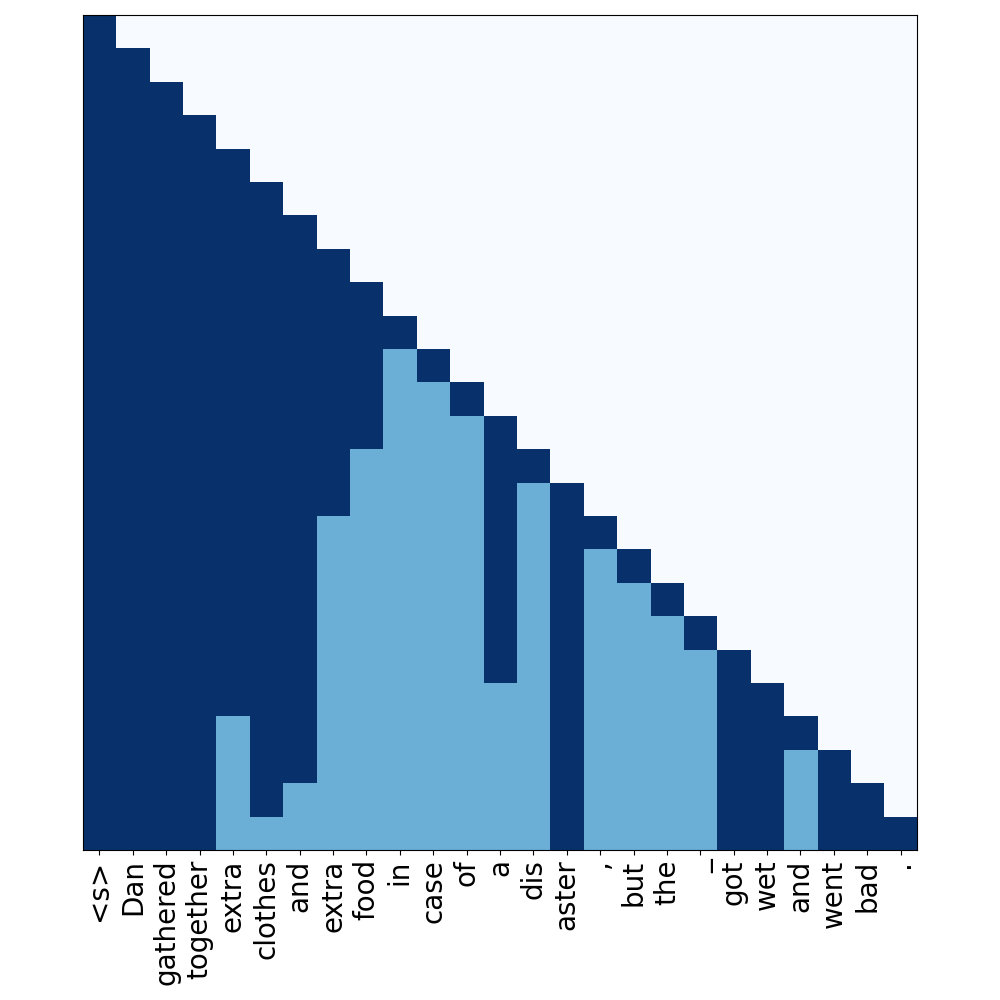 <s>
Dan
gathered
together
extra
clothes
and
extra
food
in
case
of
a
dis
aster
,
but
the
_
got
wet
and
went
bad
.